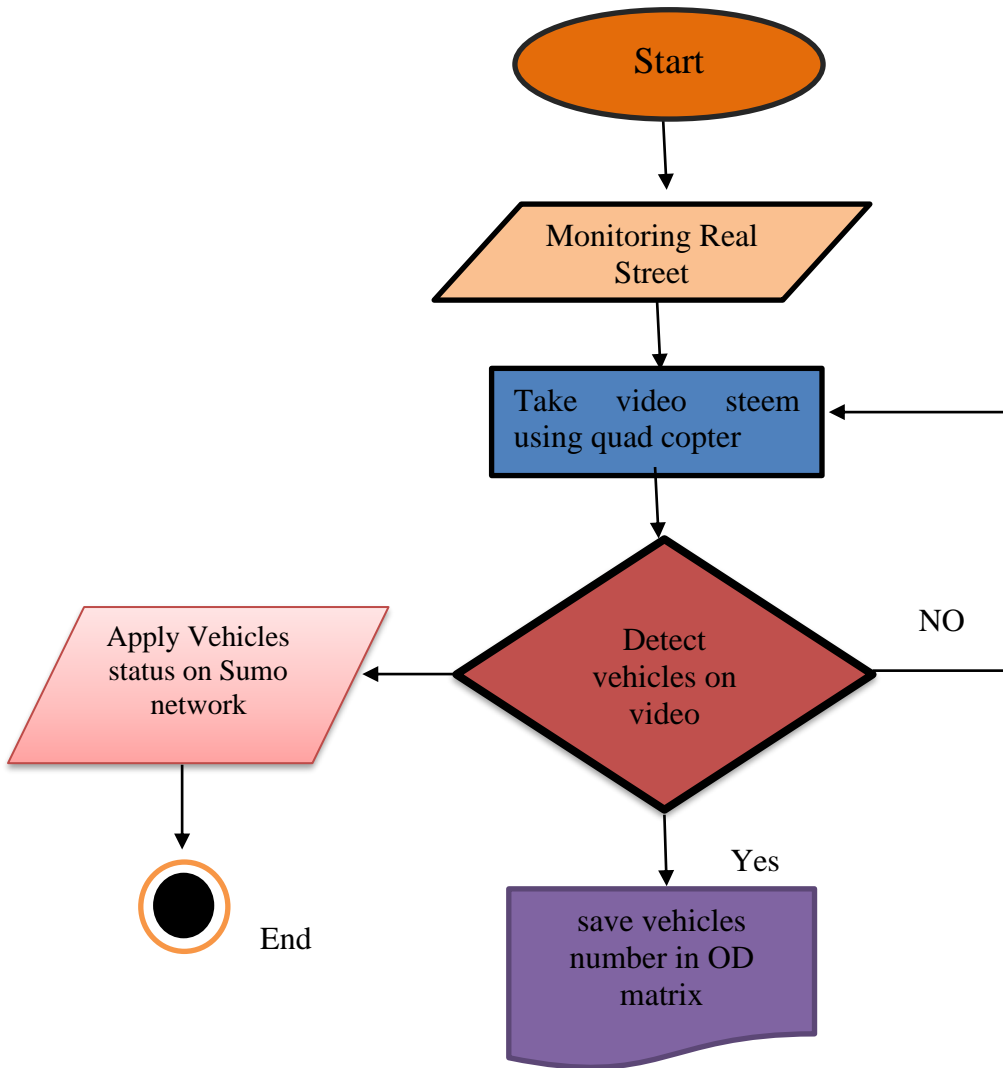 Start
Monitoring Real
Street
Take video steem
using quad copter
Detect
vehicles on
video
NO
Apply Vehicles
status on Sumo
network
Yes
End
save vehicles
number in OD
matrix